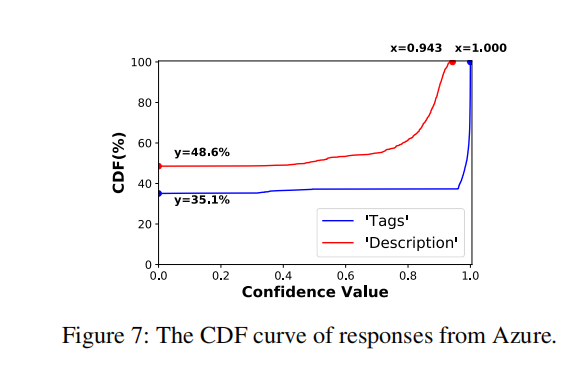 x=0.943 x=1.000
100
80
60
40
20
0
CDF(%)
y=48.6%
y=35.1%
'Tags'
'Description'
0.0 0.2 0.4 0.6 0.8 1.0
Confidence Value
Figure 7: The CDF curve of responses from Azure.